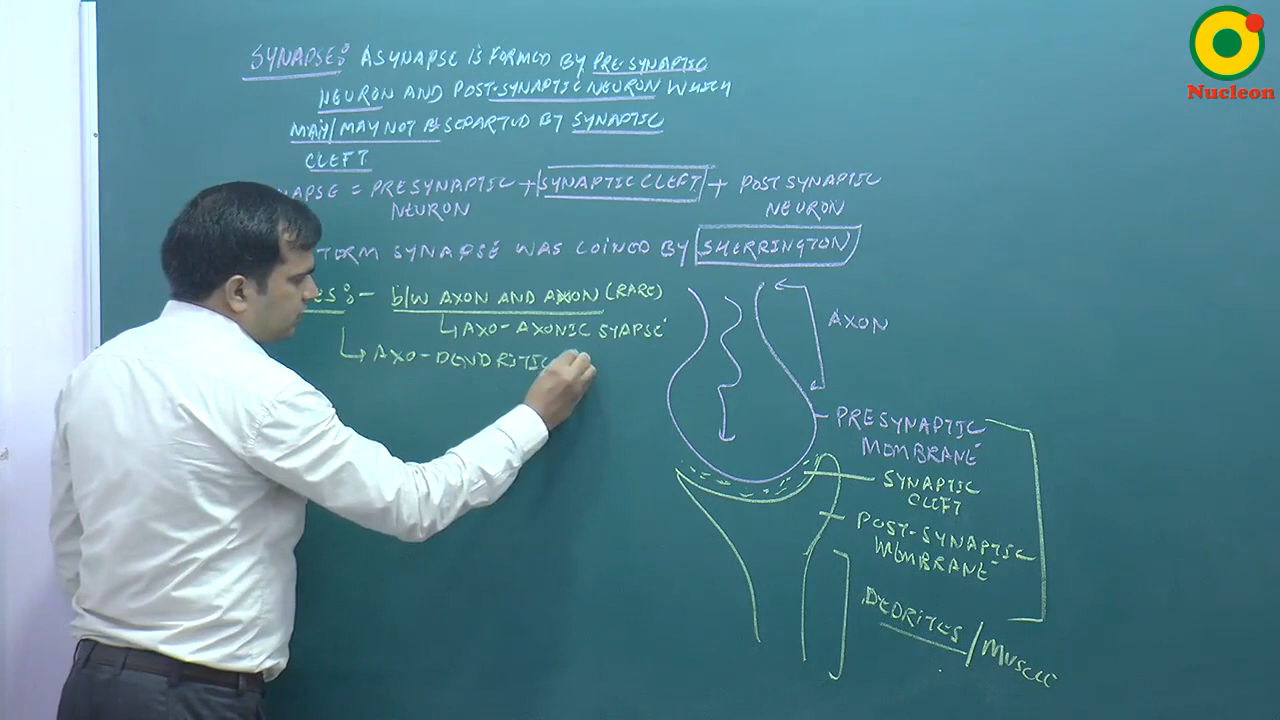 SYNAPSE: A SYNAPSE IS FORMED BY PRE-SYNAPTIC
NEURON AND POST-SYNAPTIC NEURON WHICH
MAY/MAY NOT B SEPARTED BY SYNAPTIC
CLEFT
NAPSE = PRESYNAPTIC + SYNAPTIC CLEFT + POST SYNAPTIC
NEURON NEURON
TERM SYNAPSE WAS COINED BY SHERRINGTON
ES:- b/w AXON AND AXON (RARE)
AXO-AXONIC SYAPSE
AXO-DENDRITIC
AXON
PRESYNAPTIC
MEMBRANE
SYNAPTIC
CLEFT
POST-SYNAPTIC
MEMBRANE
DEDRITES/MUSCLE
Nucleon